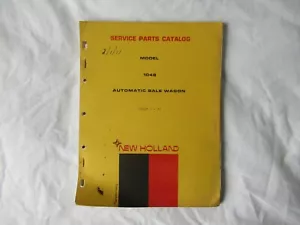 SERVICE PARTS CATALOG
MODEL
1048
AUTOMATIC BALE WAGON
NEW HOLLAND